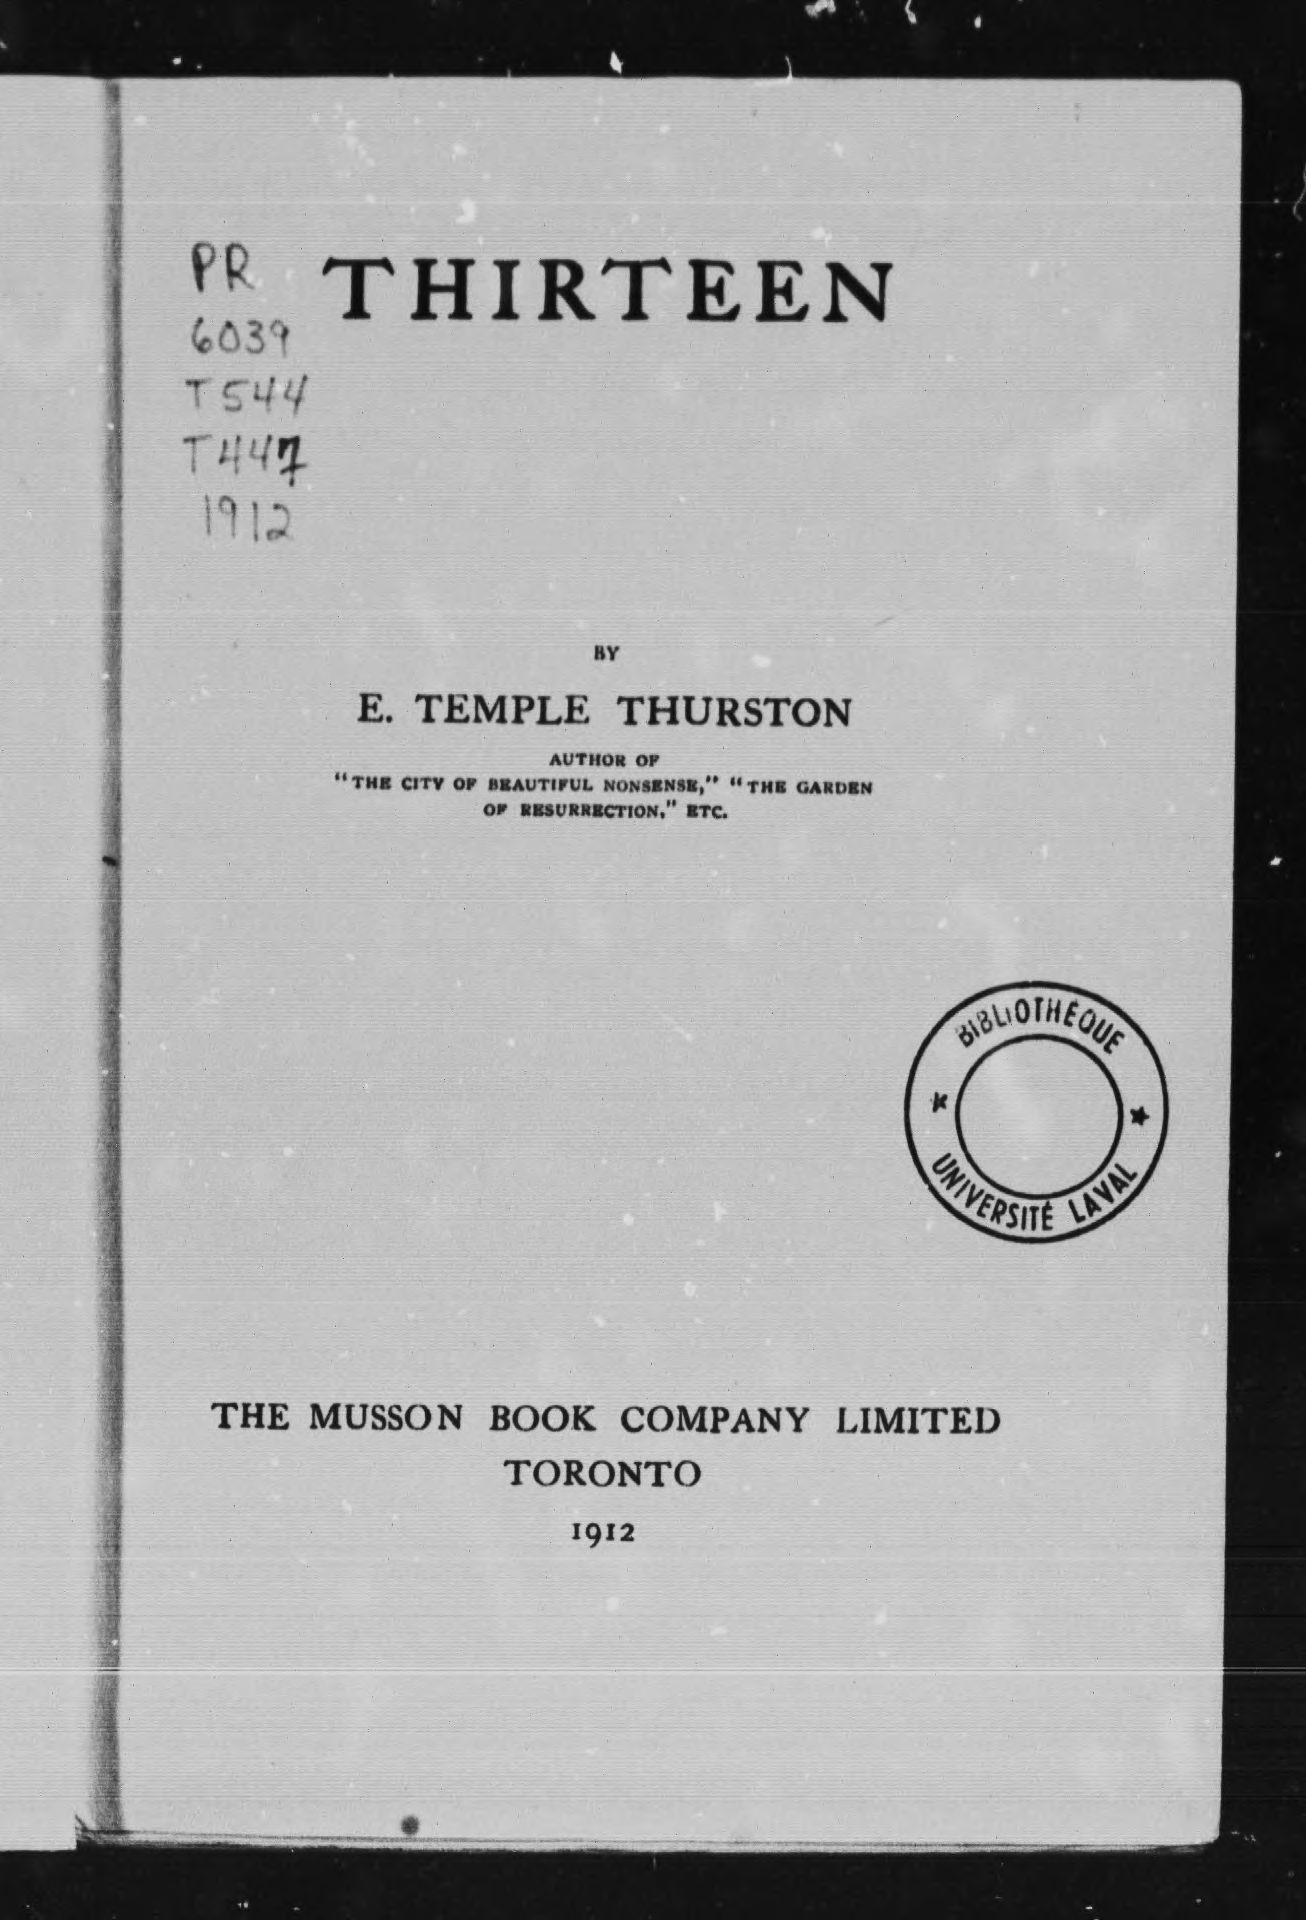 THIRTEEN
PR
6039
T544
T447
1912
BY
E. TEMPLE THURSTON
AUTHOR OF
"THE CITY OF BEAUTIFUL NONSENSE," "THE GARDEN
OF RESURRECTION," ETC.
BIBLIOTHÈQUE
★ ★
UNIVERSITÉ LAVAL
THE MUSSON BOOK COMPANY LIMITED
TORONTO
1912